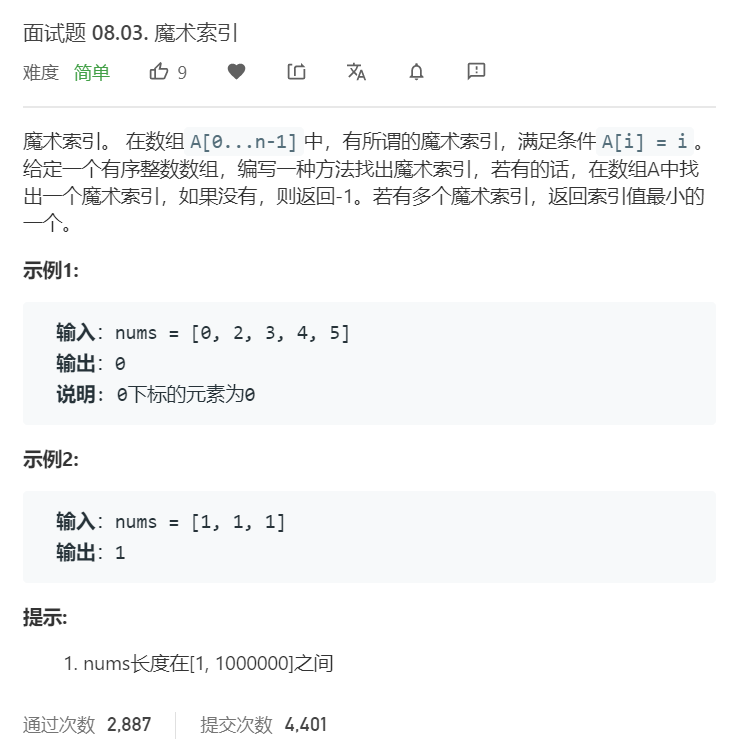 面试题 08.03. 魔术索引
难度 简单 9
魔术索引。 在数组 A[0...n-1] 中，有所谓的魔术索引，满足条件 A[i] = i 。
给定一个有序整数数组，编写一种方法找出魔术索引，若有的话，在数组A中找
出一个魔术索引，如果没有，则返回-1。若有多个魔术索引，返回索引值最小的
一个。
示例1:
输入：nums = [0, 2, 3, 4, 5]
输出：0
说明：0下标的元素为0
示例2:
输入：nums = [1, 1, 1]
输出：1
提示:
1. nums长度在[1, 1000000]之间
通过次数 2,887 提交次数 4,401